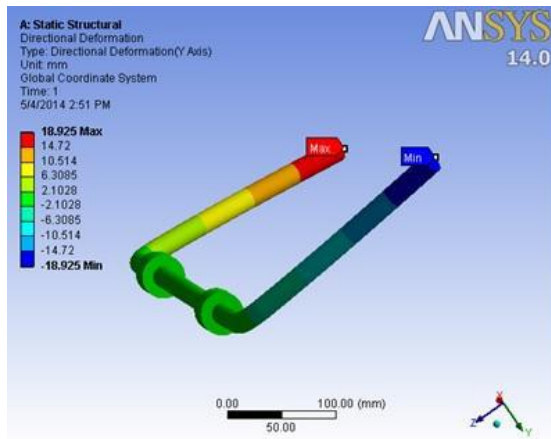 A: Static Structural
Directional Deformation
Type: Directional Deformation(Y Axis)
Unit: mm
Global Coordinate System
Time: 1
5/4/2014 2:51 PM
ANSYS
14.0
18.925 Max
14.72
10.514
6.3085
2.1028
-2.1028
-6.3085
-10.514
-14.72
-18.925 Min
Max
Min
0.00 100.00 (mm)
50.00
X
Z
Y